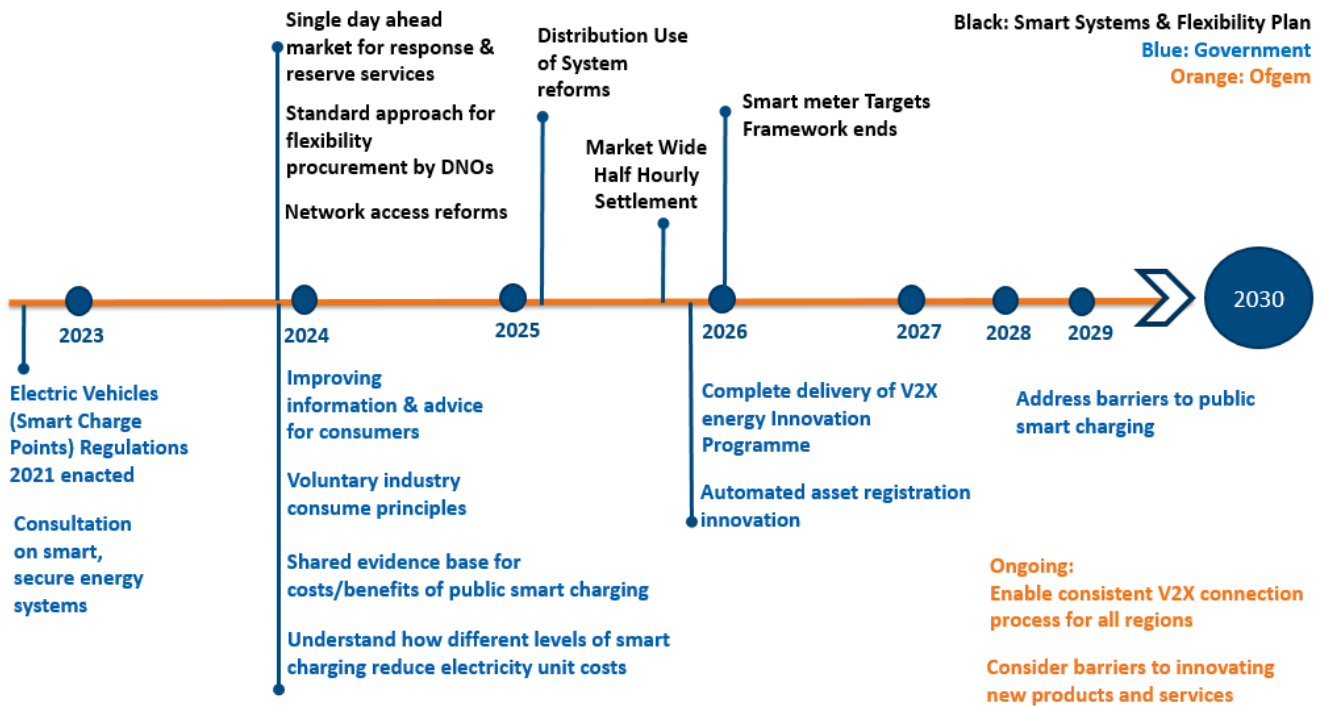 Single day ahead
market for response &
reserve services
Standard approach for
flexibility
procurement by DNOs
Network access reforms
Distribution Use
of System
reforms
Market Wide
Half Hourly
Settlement
Smart meter Targets
Framework ends
Black: Smart Systems & Flexibility Plan
Blue: Government
Orange: Ofgem
2023
2024
2025
2026
2027
2028
2029
2030
Electric Vehicles
(Smart Charge
Points) Regulations
2021 enacted
Consultation
on smart,
secure energy
systems
Improving
information & advice
for consumers
Voluntary industry
consume principles
Shared evidence base for
costs/benefits of public smart charging
Understand how different levels of smart
charging reduce electricity unit costs
Complete delivery of V2X
energy Innovation
Programme
Automated asset registration
innovation
Address barriers to public
smart charging
Ongoing:
Enable consistent V2X connection
process for all regions
Consider barriers to innovating
new products and services